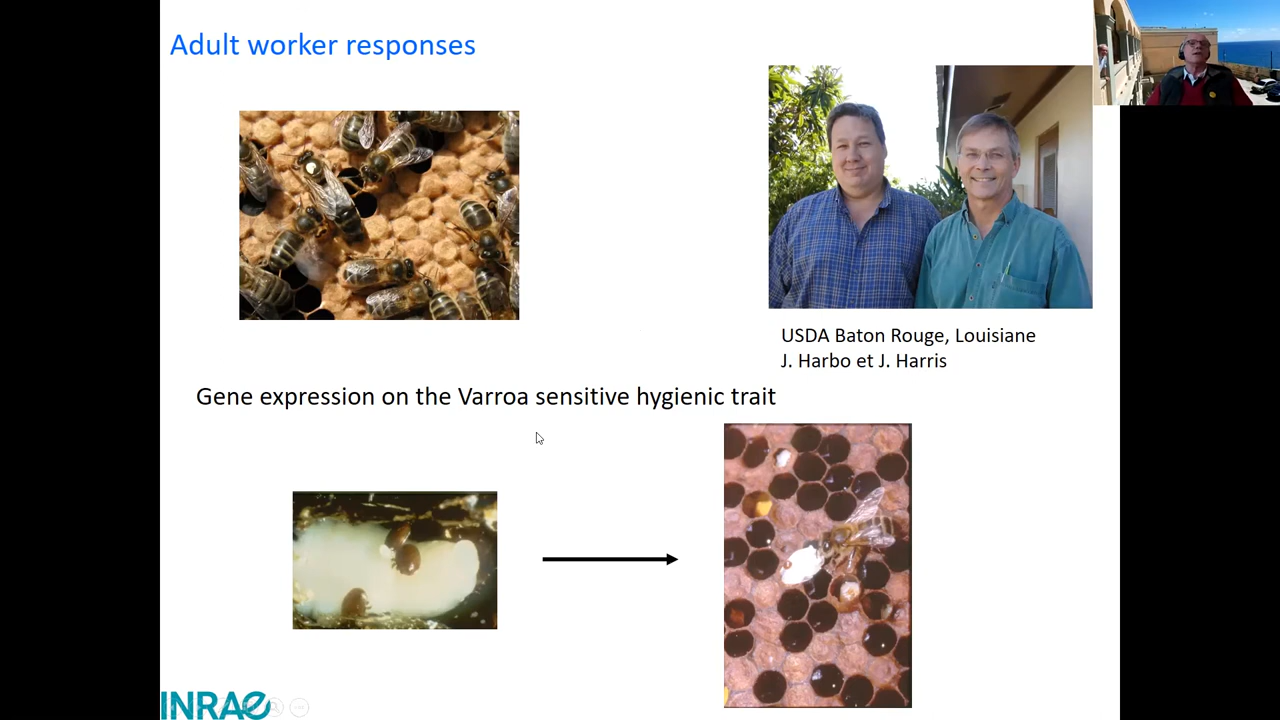 Adult worker responses
USDA Baton Rouge, Louisiane
J. Harbo et J. Harris
Gene expression on the Varroa sensitive hygienic trait
INRAE